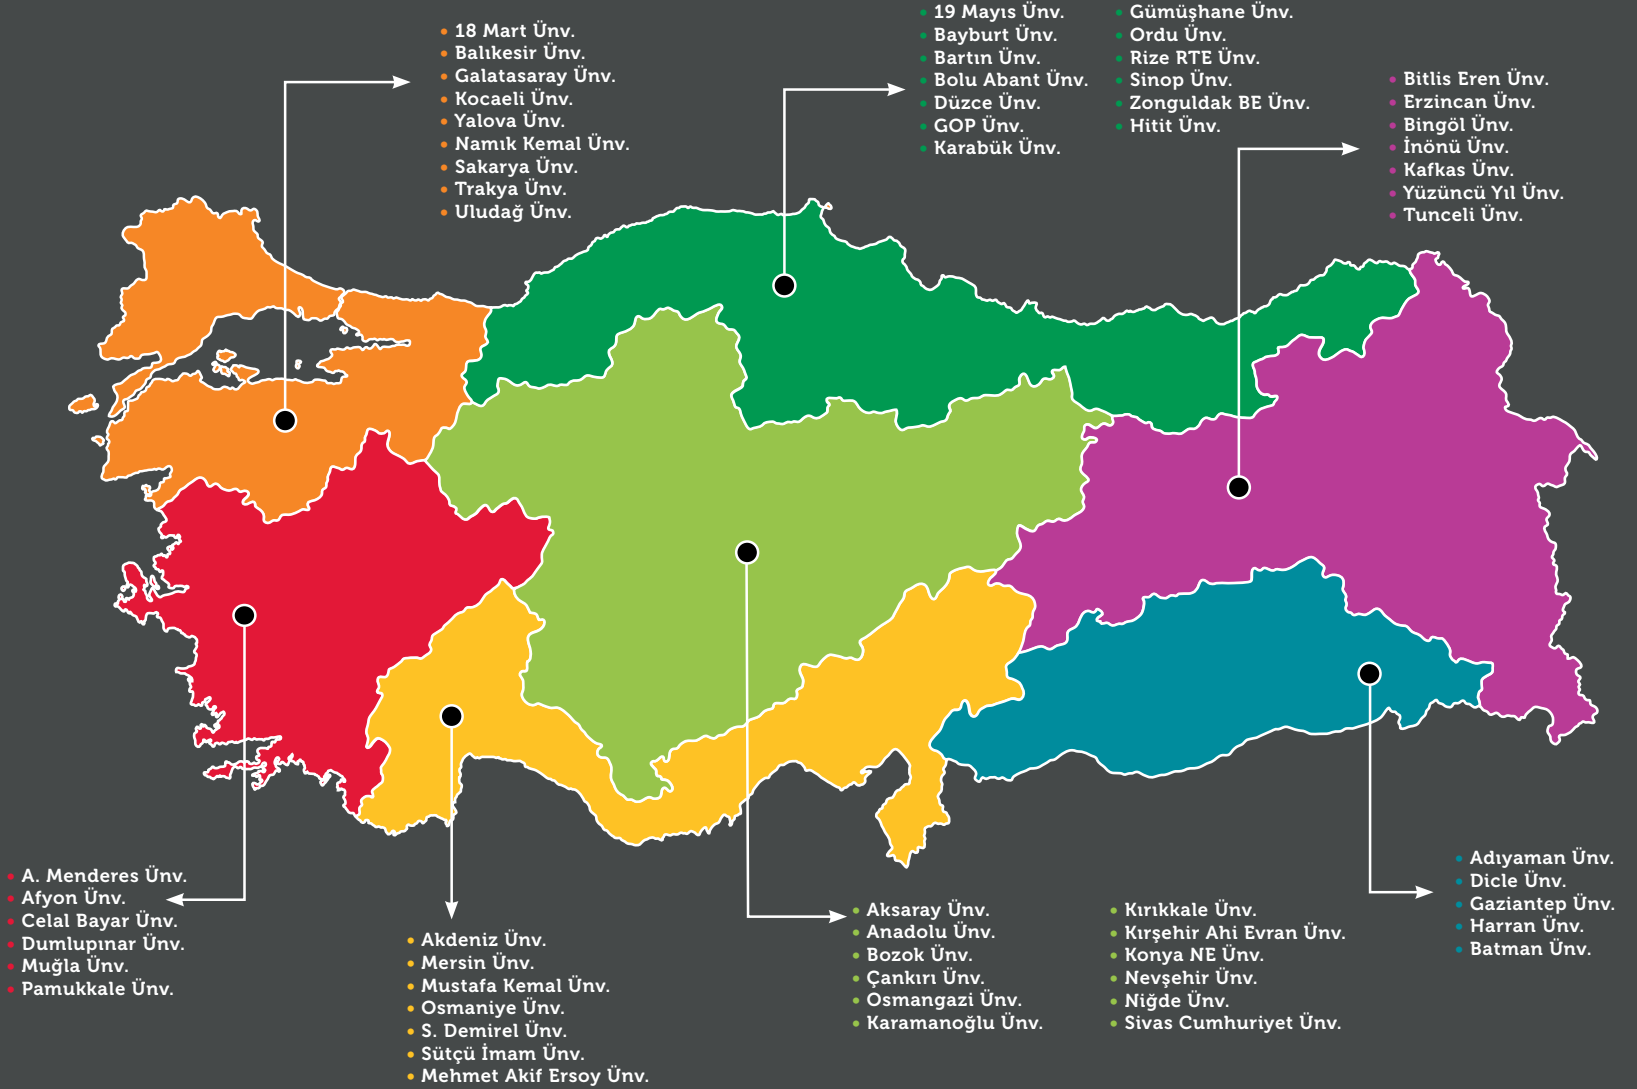 18 Mart Ünv.
Balıkesir Ünv.
Galatasaray Ünv.
Kocaeli Ünv.
Yalova Ünv.
Namık Kemal Ünv.
Sakarya Ünv.
Trakya Ünv.
Uludağ Ünv.
19 Mayıs Ünv.
Bayburt Ünv.
Bartın Ünv.
Bolu Abant Ünv.
Düzce Ünv.
GOP Ünv.
Karabük Ünv.
Gümüşhane Ünv.
Ordu Ünv.
Rize RTE Ünv.
Sinop Ünv.
Zonguldak BE Ünv.
Hitit Ünv.
Bitlis Eren Ünv.
Erzincan Ünv.
Bingöl Ünv.
İnönü Ünv.
Kafkas Ünv.
Yüzüncü Yıl Ünv.
Tunceli Ünv.
A. Menderes Ünv.
Afyon Ünv.
Celal Bayar Ünv.
Dumlupınar Ünv.
Muğla Ünv.
Pamukkale Ünv.
Akdeniz Ünv.
Mersin Ünv.
Mustafa Kemal Ünv.
Osmaniye Ünv.
S. Demirel Ünv.
Sütçü İmam Ünv.
Mehmet Akif Ersoy Ünv.
Aksaray Ünv.
Anadolu Ünv.
Bozok Ünv.
Çankırı Ünv.
Osmangazi Ünv.
Karamanoğlu Ünv.
Kırıkkale Ünv.
Kırşehir Ahi Evran Ünv.
Konya NE Ünv.
Nevşehir Ünv.
Niğde Ünv.
Sivas Cumhuriyet Ünv.
Adıyaman Ünv.
Dicle Ünv.
Gaziantep Ünv.
Harran Ünv.
Batman Ünv.